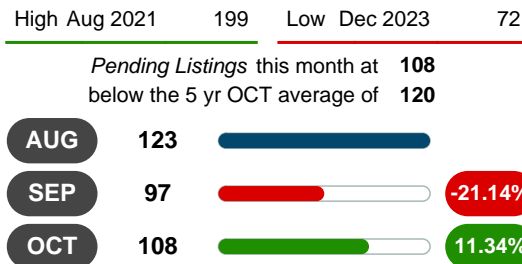 High Aug 2021 199 Low Dec 2023 72
Pending Listings this month at 108
below the 5 yr OCT average of 120
AUG 123
SEP 97 -21.14%
OCT 108 11.34%